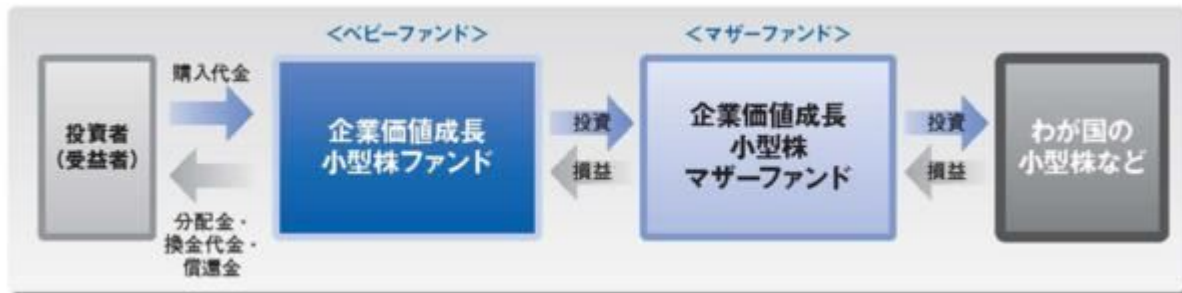 <ベビーファンド>
<マザーファンド>
購入代金
投資者
(受益者)
分配金・
換金代金・
償還金
企業価値成長
小型株ファンド
投資
損益
企業価値成長
小型株
マザーファンド
投資
損益
わが国の
小型株など